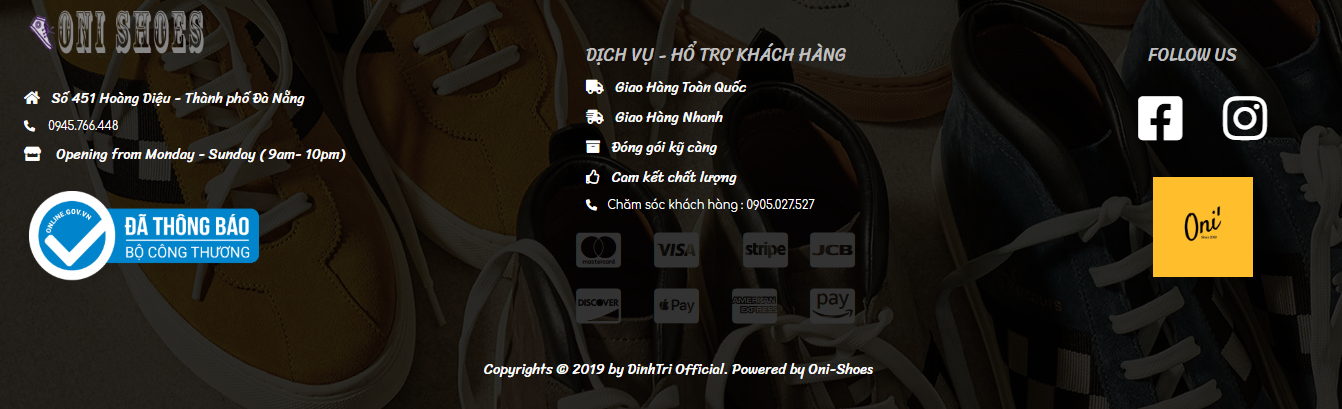 ONI SHOES
Số 451 Hoàng Diệu - Thành phố Đà Nẵng
0945.766.448
Opening from Monday - Sunday ( 9am- 10pm)
ONLINE.GOV.VN
ĐÃ THÔNG BÁO
BỘ CÔNG THƯƠNG
DỊCH VỤ - HỔ TRỢ KHÁCH HÀNG
Giao Hàng Toàn Quốc
Giao Hàng Nhanh
Đóng gói kỹ càng
Cam kết chất lượng
Chăm sóc khách hàng : 0905.027.527
mastercard VISA stripe JCB
DISCOVER Pay AMERICAN EXPRESS pay
FOLLOW US
Oni
Copyrights © 2019 by DinhTri Official. Powered by Oni-Shoes